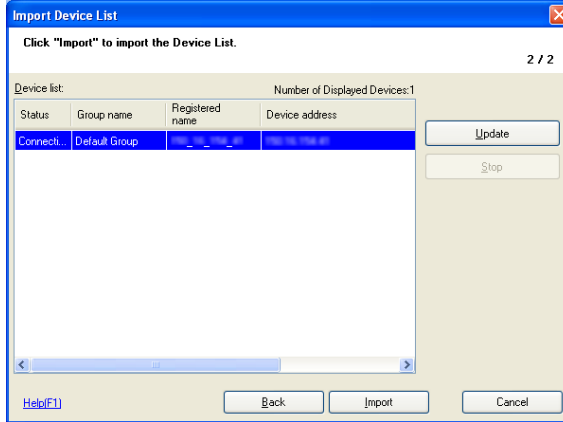 Import Device List
Click "Import" to import the Device List.
2 / 2
Device list:
Number of Displayed Devices:1
Status Group name Registered name Device address
Connecti... Default Group
Update
Stop
Help(F1)
Back Import Cancel